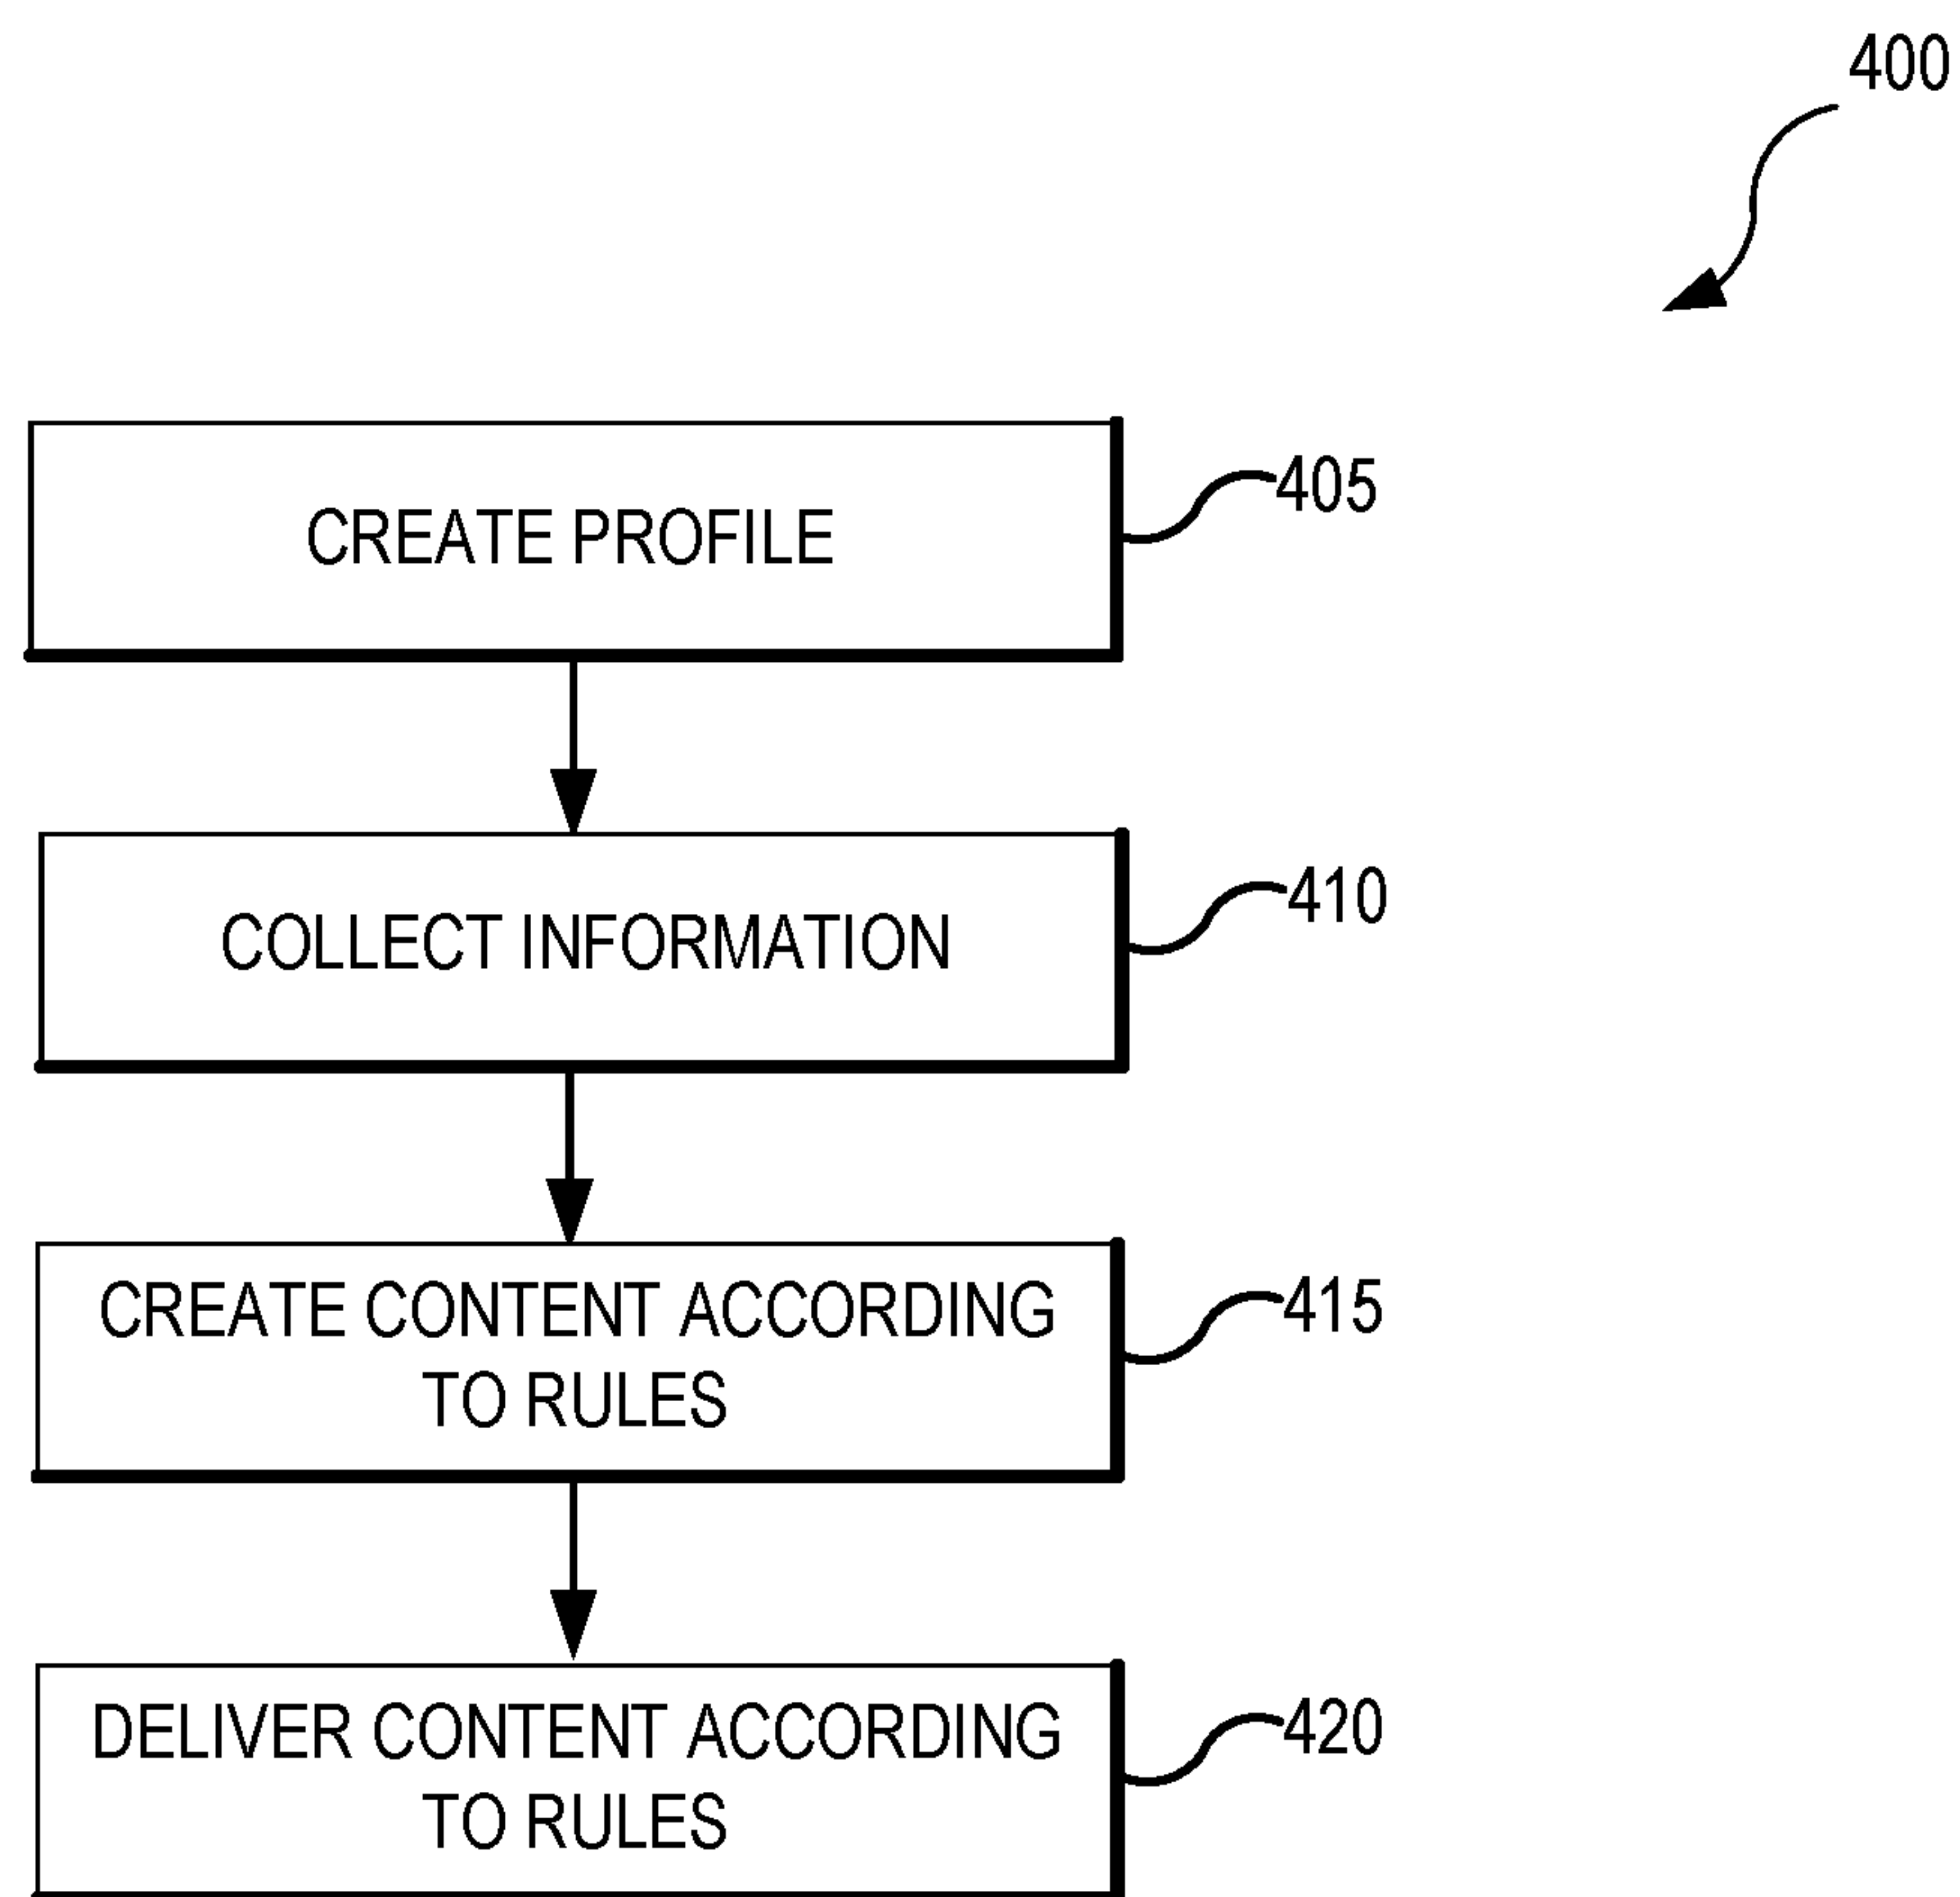 400
CREATE PROFILE
405
COLLECT INFORMATION
410
CREATE CONTENT ACCORDING
TO RULES
415
DELIVER CONTENT ACCORDING
TO RULES
420